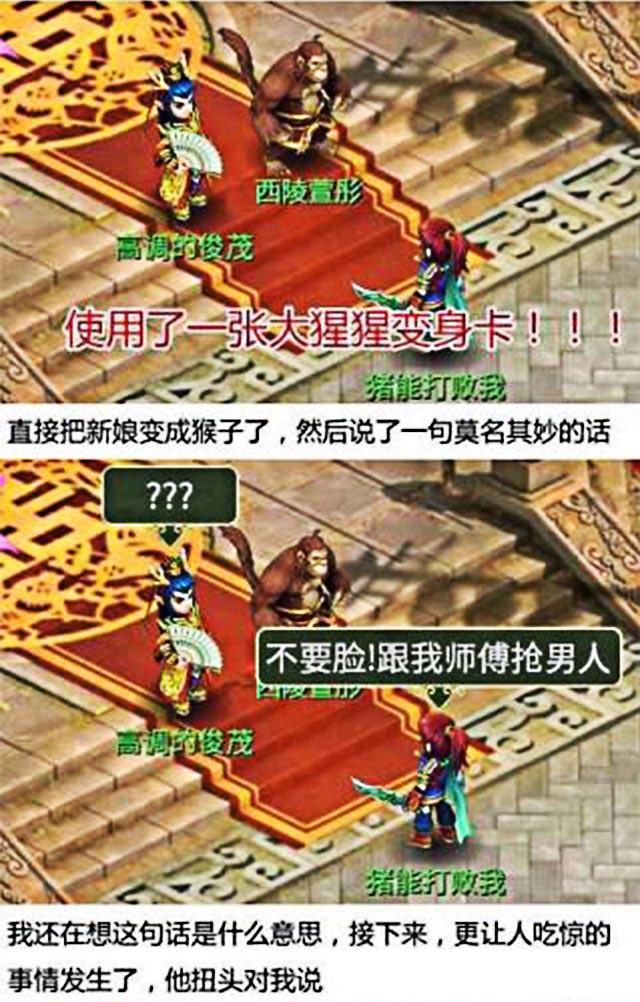 西陵萱彤
高调的俊茂
使用了一张大猩猩变身卡！！！
猪能打败我
直接把新娘变成猴子了，然后说了一句莫名其妙的话
???
不要脸!跟我师傅抢男人
西陵萱彤
高调的俊茂
猪能打败我
我还在想这句话是什么意思，接下来，更让人吃惊的
事情发生了，他扭头对我说